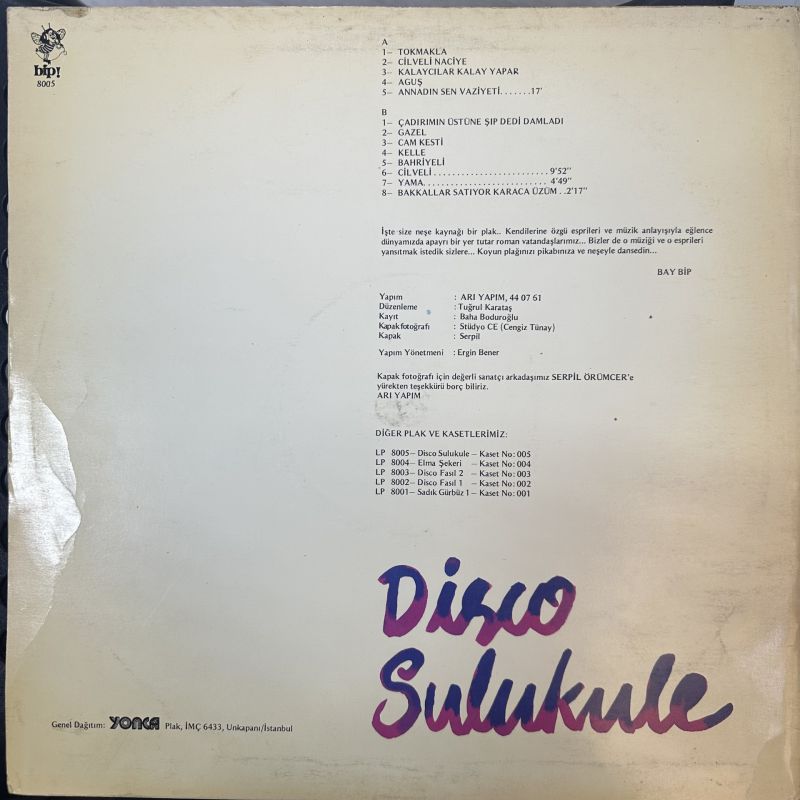 bip!
8005
A
1– TOKMAKLA
2– CİLVELİ NACİYE
3– KALAYCILAR KALAY YAPAR
4– AGUŞ
5– ANNADIN SEN VAZİYETİ.......17'
B
1– ÇADIRIMIN ÜSTÜNE ŞIP DEDİ DAMLADI
2– GAZEL
3– CAM KESTİ
4– KELLE
5– BAHRİYELİ
6– CİLVELİ.........................9'52''
7– YAMA...........................4'49''
8– BAKKALLAR SATIYOR KARACA ÜZÜM..2'17''
İşte size neşe kaynağı bir plak.. Kendilerine özgü esprileri ve müzik anlayışıyla eğlence
dünyamızda apayrı bir yer tutar roman vatandaşlarımız... Bizler de o müziği ve o esprileri
yansıtmak istedik sizlere... Koyun plağınızı pikabınıza ve neşeyle dansedin...
BAY BİP
Yapım : ARI YAPIM, 44 07 61
Düzenleme : Tuğrul Karataş
Kayıt : Baha Boduroğlu
Kapak fotoğrafı : Stüdyo CE (Cengiz Tünay)
Kapak : Serpil
Yapım Yönetmeni : Ergin Bener
Kapak fotoğrafı için değerli sanatçı arkadaşımız SERPİL ÖRÜMCER'e
yürekten teşekkürü borç biliriz.
ARI YAPIM
DİĞER PLAK VE KASETLERİMİZ:
LP 8005– Disco Sulukule – Kaset No: 005
LP 8004– Elma Şekeri – Kaset No: 004
LP 8003– Disco Fasıl 2 – Kaset No: 003
LP 8002– Disco Fasıl 1 – Kaset No: 002
LP 8001– Sadık Gürbüz 1 – Kaset No: 001
Disco
Sulukule
Genel Dağıtım: YONCA Plak, İMÇ 6433, Unkapanı/İstanbul